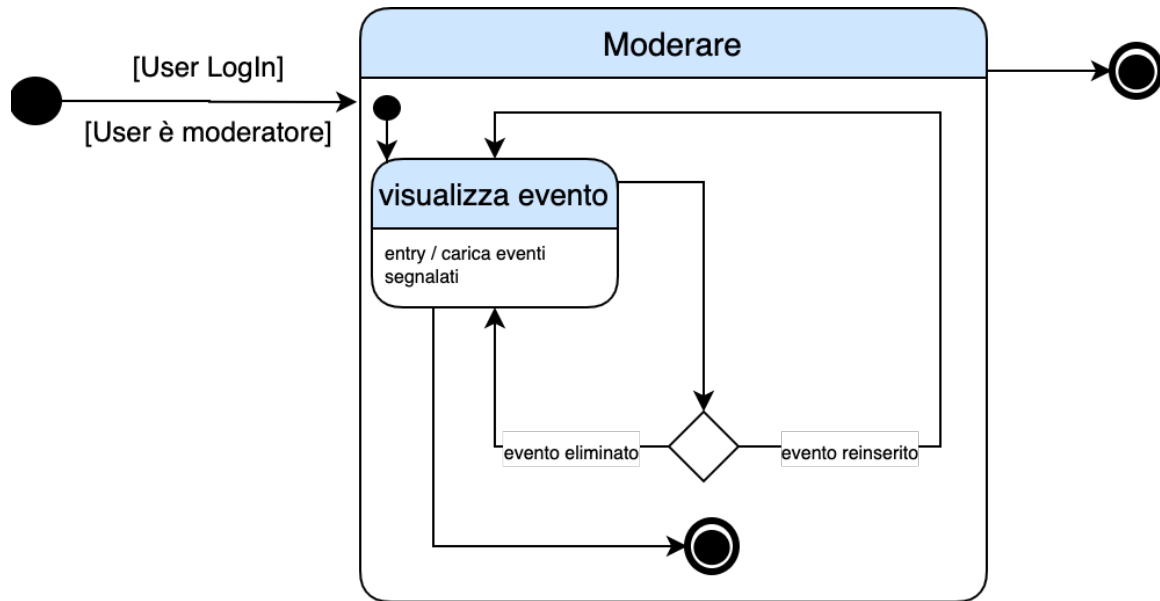 Moderare
[User LogIn]
[User è moderatore]
visualizza evento
entry / carica eventi
segnalati
evento eliminato
evento reinserito